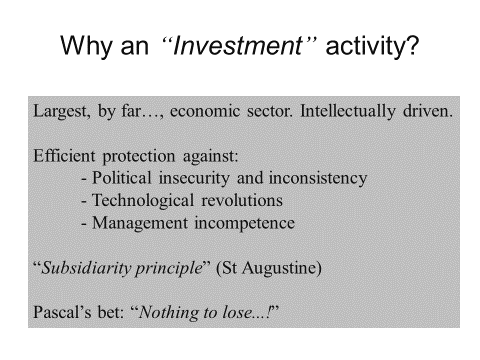 Why an “Investment” activity?
Largest, by far…, economic sector. Intellectually driven.
Efficient protection against:
- Political insecurity and inconsistency
- Technological revolutions
- Management incompetence
“Subsidiarity principle” (St Augustine)
Pascal’s bet: “Nothing to lose...!”